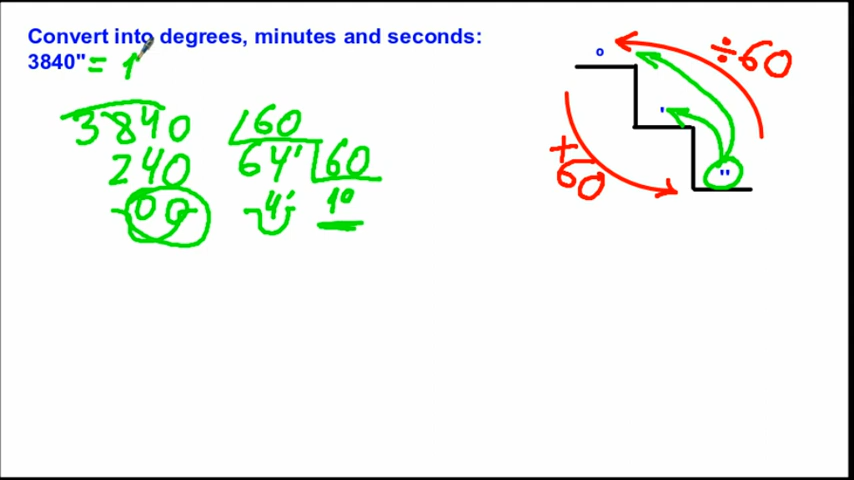 Convert into degrees, minutes and seconds:
3840" = 1
3840 60
240 64' 60
00 4' 1°
° ÷60
'
× 60 "